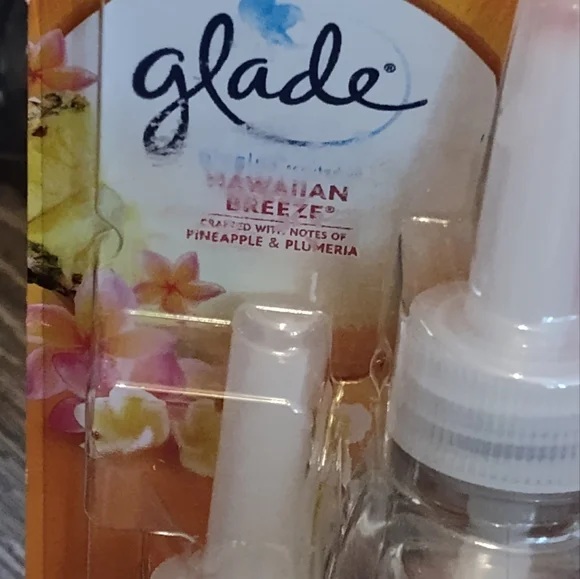 glade®
HAWAIIAN
BREEZE®
CRAFTED WITH NOTES OF
PINEAPPLE & PLUMERIA